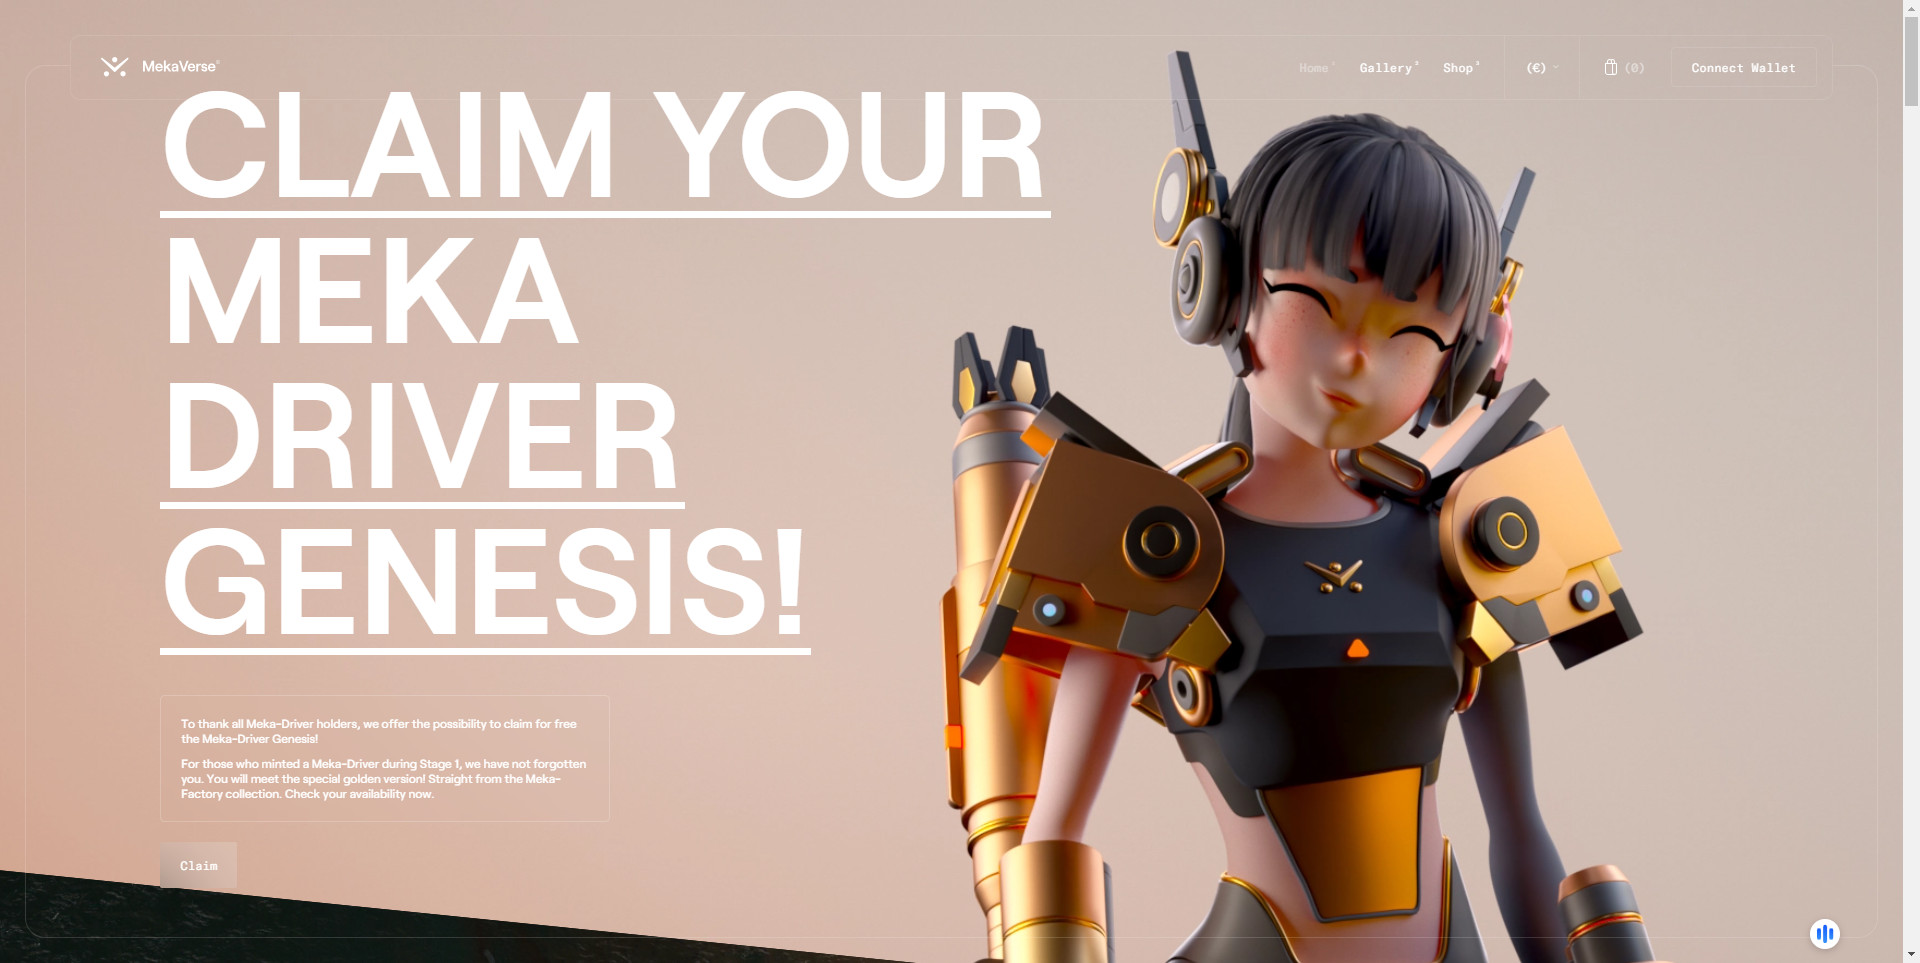 MekaVerse®
Home¹ Gallery² Shop³ (€) (0) Connect Wallet
CLAIM YOUR
MEKA
DRIVER
GENESIS!
To thank all Meka-Driver holders, we offer the possibility to claim for free
the Meka-Driver Genesis!
For those who minted a Meka-Driver during Stage 1, we have not forgotten
you. You will meet the special golden version! Straight from the Meka-
Factory collection. Check your availability now.
Claim